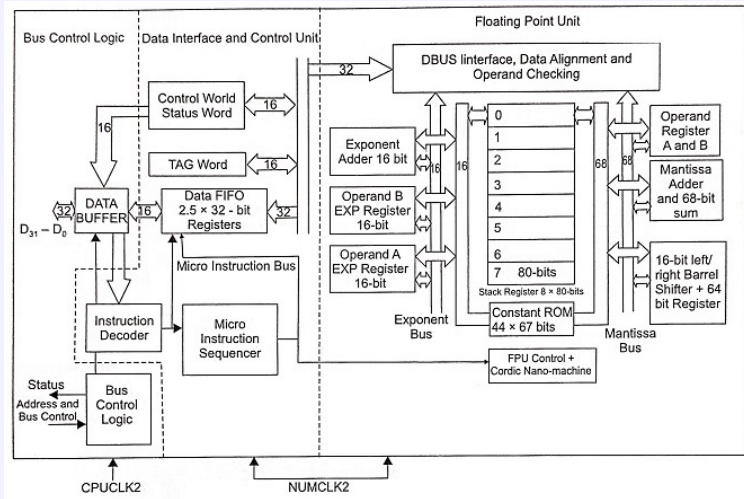 Bus Control Logic
Data Interface and Control Unit
Floating Point Unit
32
DBUS Iinterface, Data Alignment and
Operand Checking
Control World
Status Word
16
16
TAG Word
16
DATA
BUFFER
32
D31 – D0
16
Data FIFO
2.5 × 32 - bit
Registers
32
Micro Instruction Bus
Instruction
Decoder
Micro
Instruction
Sequencer
Status
Address and
Bus Control
Bus
Control
Logic
CPUCLK2
NUMCLK2
Exponent
Adder 16 bit
Operand B
EXP Register
16-bit
Operand A
EXP Register
16-bit
16
Exponent
Bus
16
0
1
2
3
4
5
6
7 80-bits
Stack Register 8 × 80-bits
Constant ROM
44 × 67 bits
68
68
Mantissa
Bus
Operand
Register
A and B
Mantissa
Adder
and 68-bit
sum
16-bit left/
right Barrel
Shifter + 64
bit Register
FPU Control +
Cordic Nano-machine